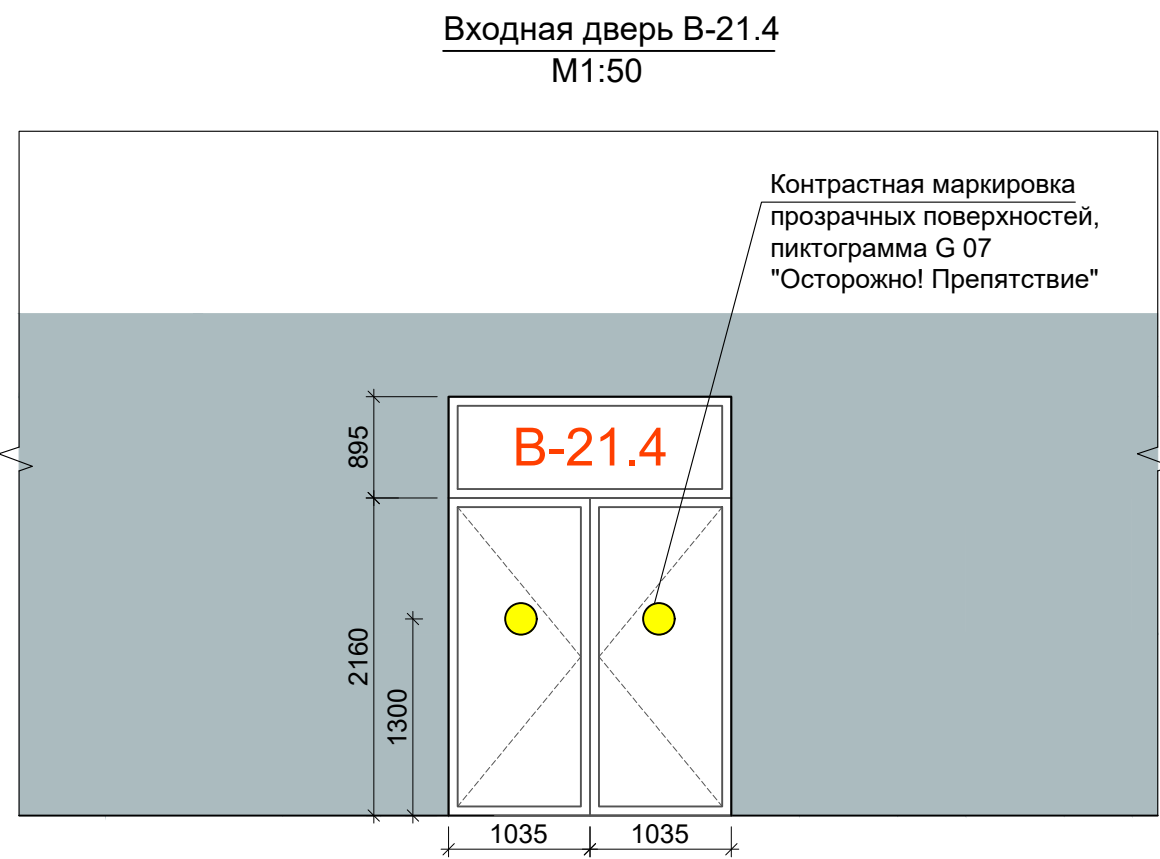 Входная дверь В-21.4
М1:50
Контрастная маркировка
прозрачных поверхностей,
пиктограмма G 07
"Осторожно! Препятствие"
895
В-21.4
2160
1300
1035
1035